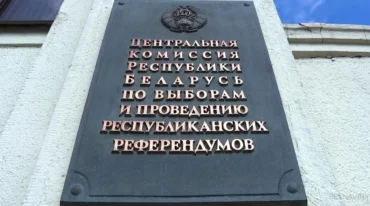 ЦЕНТРАЛЬНАЯ
КОМИССИЯ
РЕСПУБЛИКИ
БЕЛАРУСЬ
ПО ВЫБОРАМ
И ПРОВЕДЕНИЮ
РЕСПУБЛИКАНСКИХ
РЕФЕРЕНДУМОВ